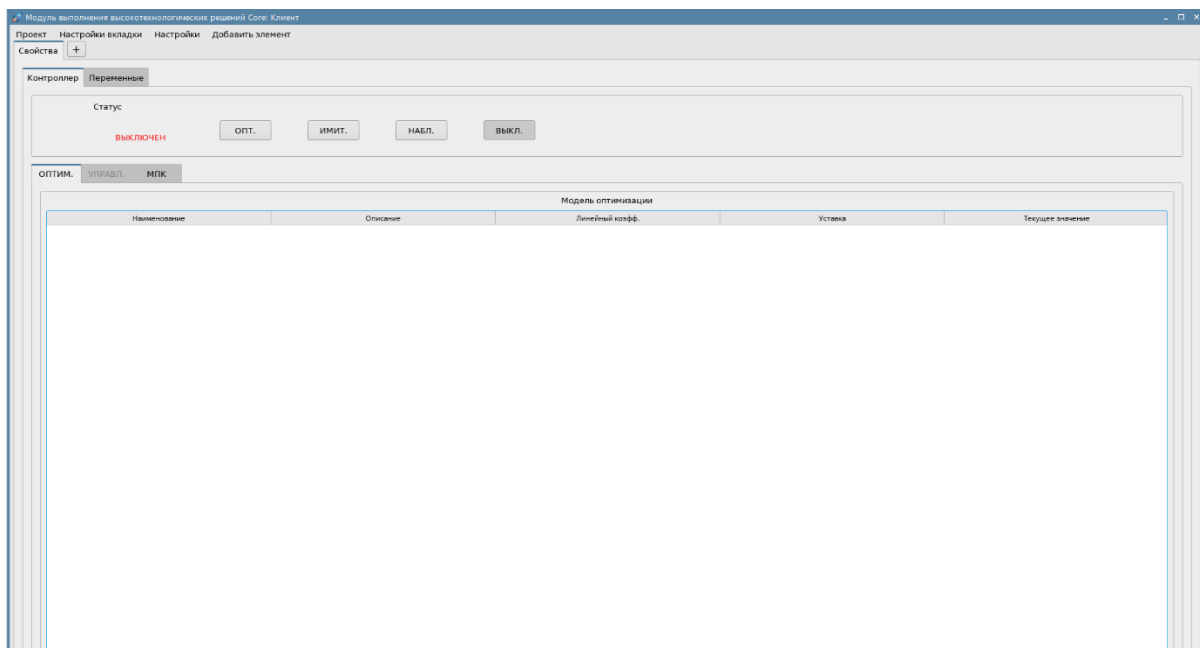 Модуль выполнения высокотехнологических решений Core: Клиент
Проект Настройки вкладки Настройки Добавить элемент
Свойства +
Контроллер Переменные
Статус
ВЫКЛЮЧЕН ОПТ. ИМИТ. НАБЛ. ВЫКЛ.
ОПТИМ. УПРАВЛ. МПК
Модель оптимизации
Наименование Описание Линейный коэфф. Уставка Текущее значение